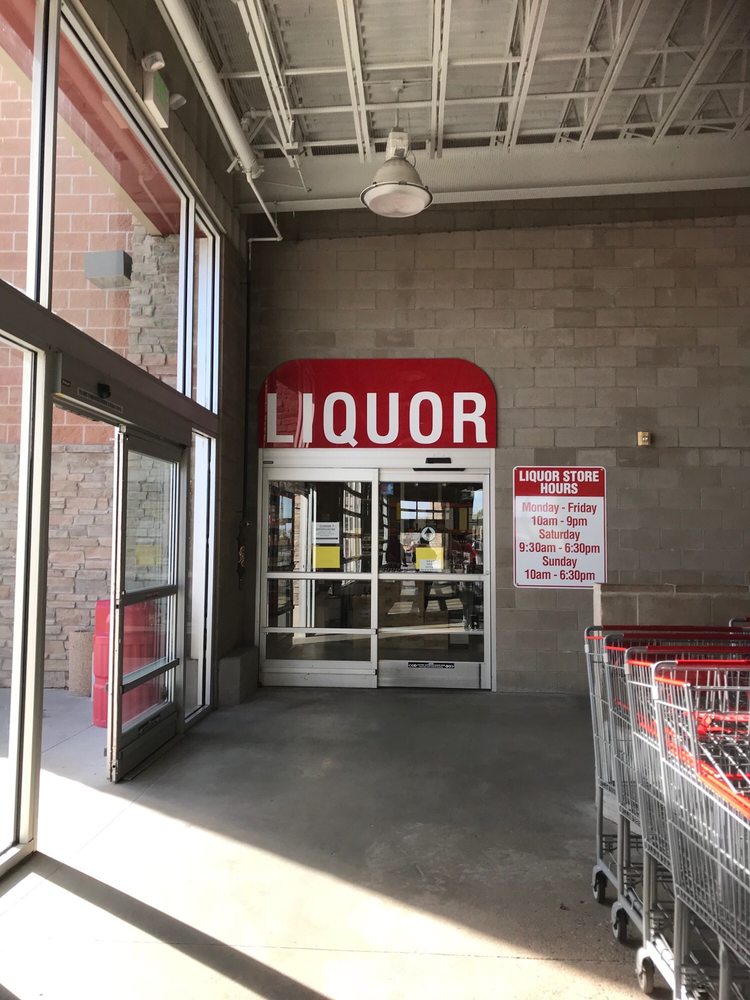 LIQUOR
LIQUOR STORE
HOURS
Monday - Friday
10am - 9pm
Saturday
9:30am - 6:30pm
Sunday
10am - 6:30pm